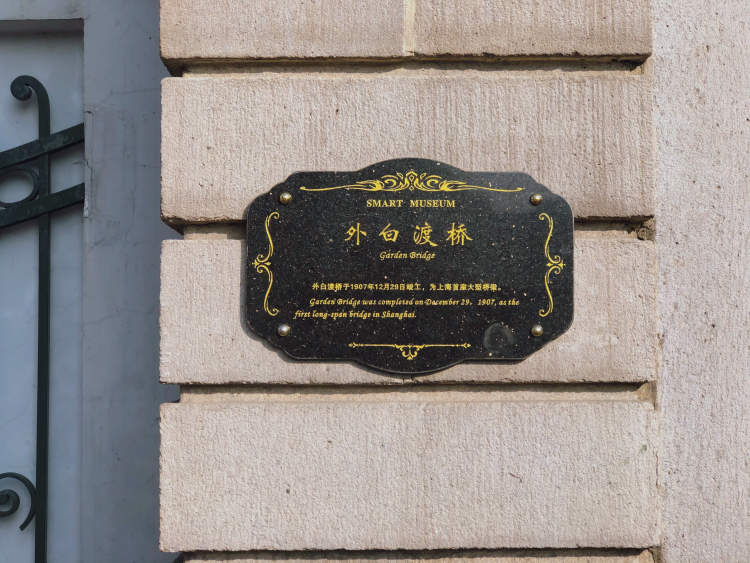 SMART MUSEUM
外白渡桥
Garden Bridge
外白渡桥于1907年12月29日竣工，为上海首座大型桥梁。
Garden Bridge was completed on December 29, 1907, as the
first long-span bridge in Shanghai.